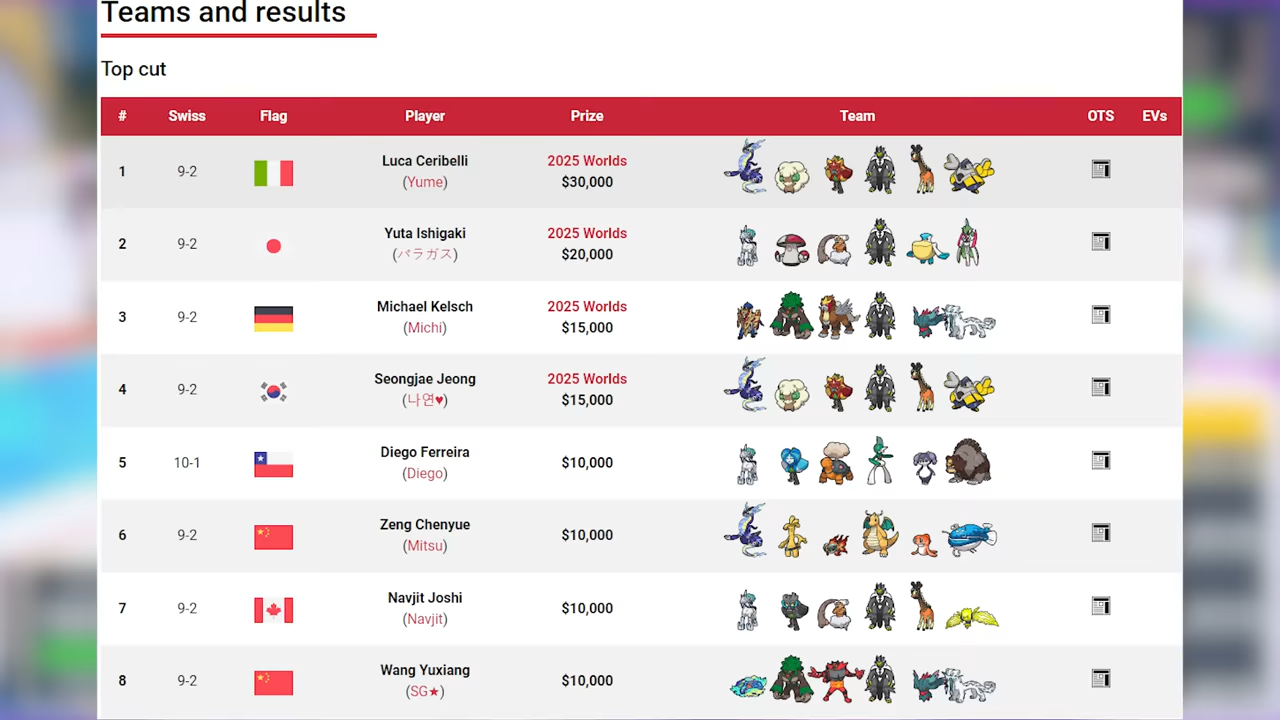 Teams and results
Top cut
# Swiss Flag Player Prize Team OTS EVs
1 9-2 Luca Ceribelli 2025 Worlds
(Yume) $30,000
2 9-2 Yuta Ishigaki 2025 Worlds
(バラガス) $20,000
3 9-2 Michael Kelsch 2025 Worlds
(Michi) $15,000
4 9-2 Seongjae Jeong 2025 Worlds
(나연♥) $15,000
5 10-1 Diego Ferreira $10,000
(Diego)
6 9-2 Zeng Chenyue $10,000
(Mitsu)
7 9-2 Navjit Joshi $10,000
(Navjit)
8 9-2 Wang Yuxiang $10,000
(SG★)